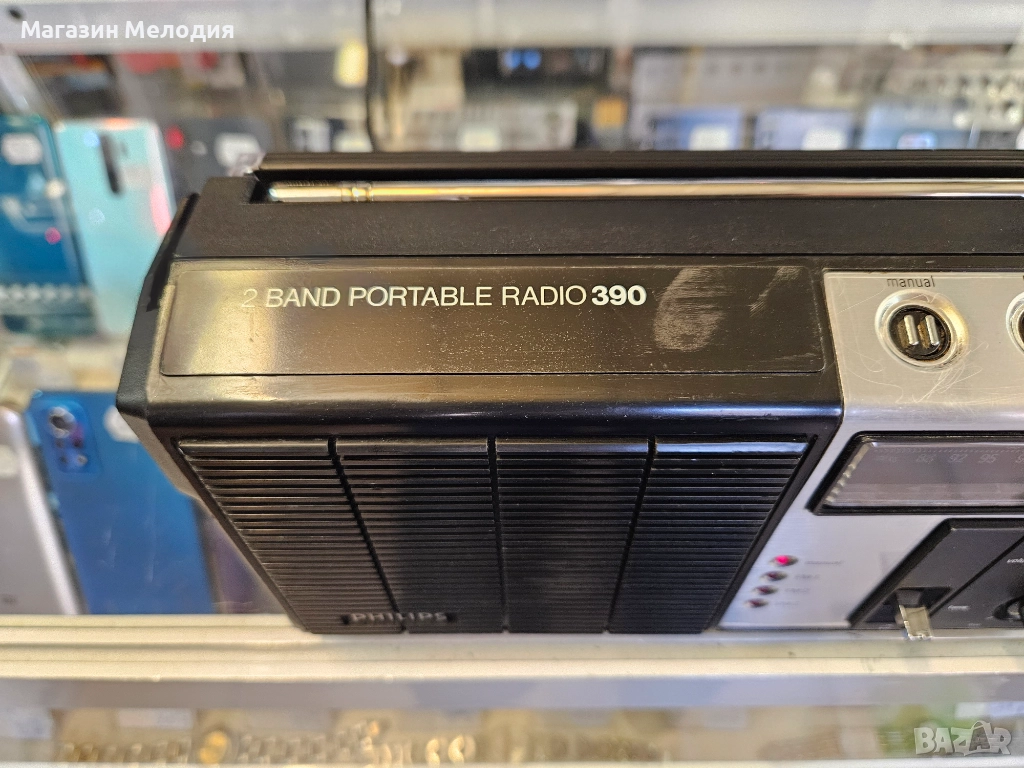 Магазин Мелодия
2 BAND PORTABLE RADIO 390
manual
PHILIPS
BAZAR